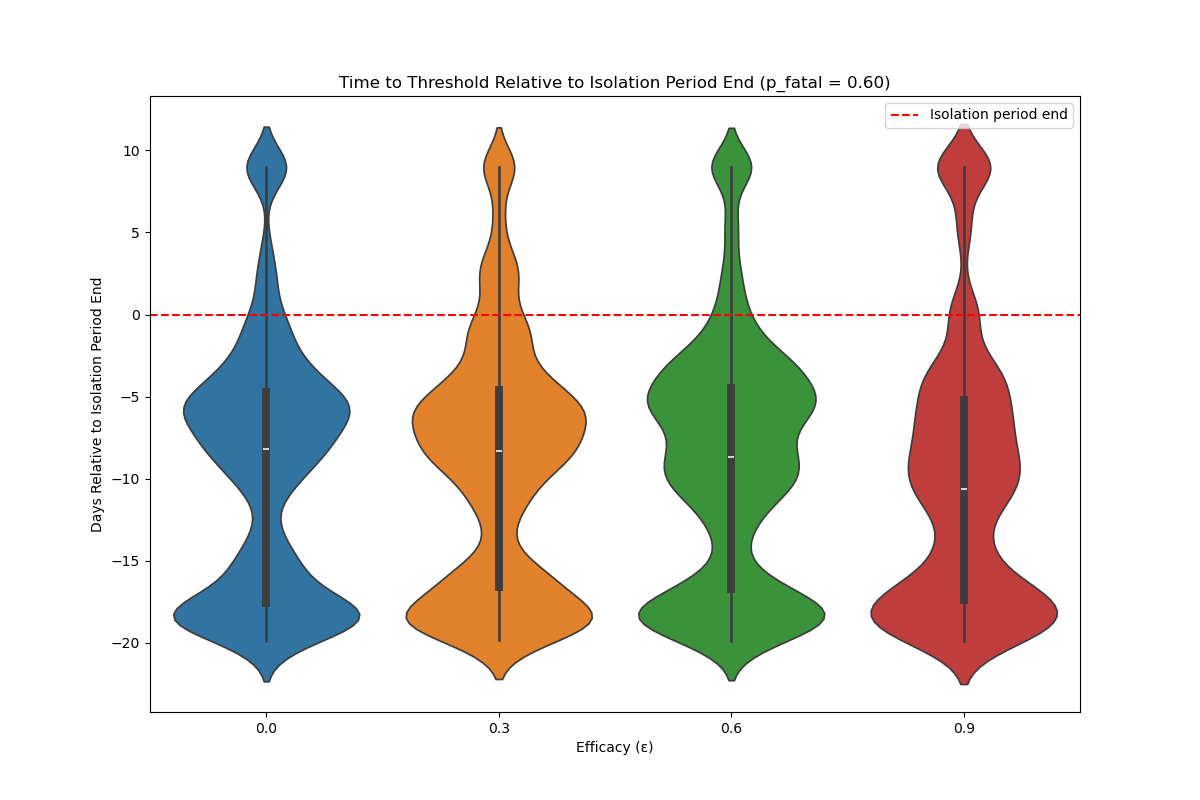 Time to Threshold Relative to Isolation Period End (p_fatal = 0.60)
Isolation period end
10
5
0
−5
−10
−15
−20
Days Relative to Isolation Period End
0.0
0.3
0.6
0.9
Efficacy (ε)